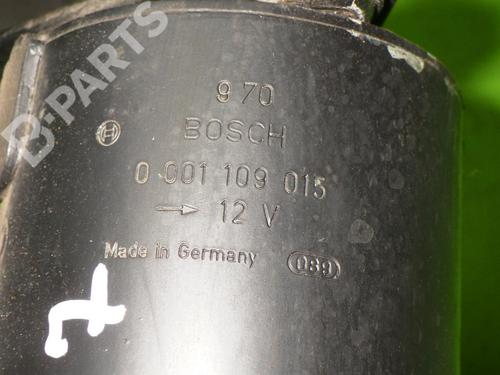 B-PARTS
970
BOSCH
0 001 109 015
→ 12 V
Made in Germany 089